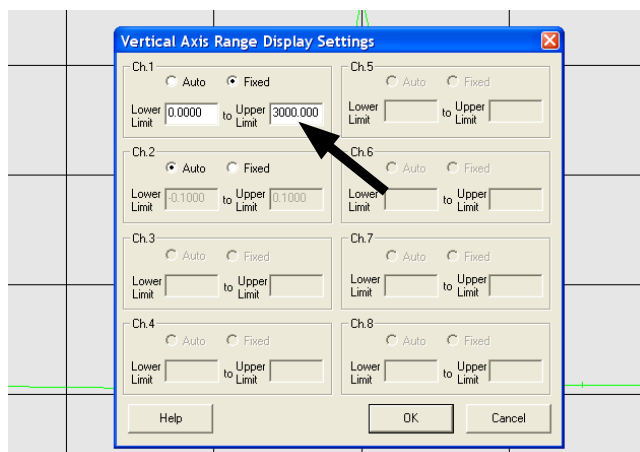 Vertical Axis Range Display Settings
Ch.1
Auto Fixed
Lower Limit 0.0000 to Upper Limit 3000.000
Ch.2
Auto Fixed
Lower Limit -0.1000 to Upper Limit 0.1000
Ch.3
Auto Fixed
Lower Limit to Upper Limit
Ch.4
Auto Fixed
Lower Limit to Upper Limit
Ch.5
Auto Fixed
Lower Limit to Upper Limit
Ch.6
Auto Fixed
Lower Limit to Upper Limit
Ch.7
Auto Fixed
Lower Limit to Upper Limit
Ch.8
Auto Fixed
Lower Limit to Upper Limit
Help OK Cancel